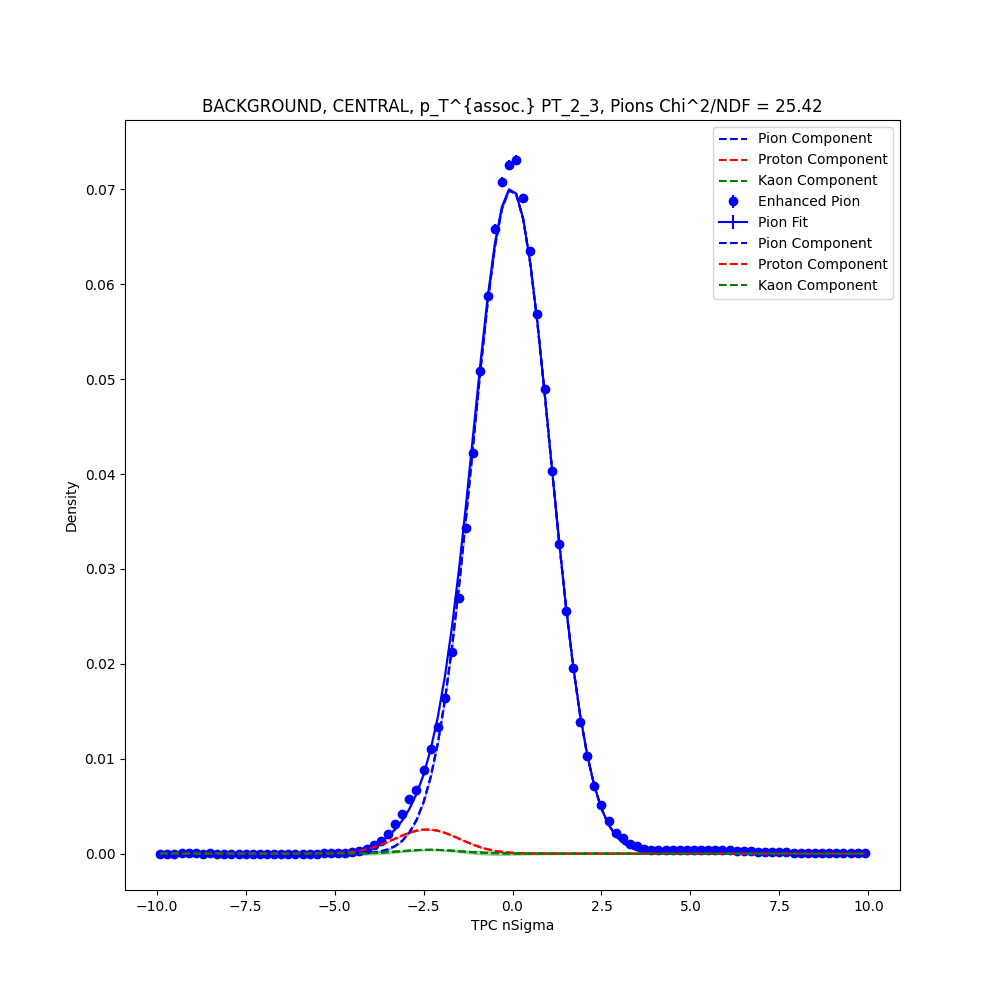 BACKGROUND, CENTRAL, p_T^{assoc.} PT_2_3, Pions Chi^2/NDF = 25.42
Pion Component
Proton Component
Kaon Component
Enhanced Pion
Pion Fit
Pion Component
Proton Component
Kaon Component
0.07
0.06
0.05
0.04
0.03
0.02
0.01
0.00
Density
−10.0 −7.5 −5.0 −2.5 0.0 2.5 5.0 7.5 10.0
TPC nSigma